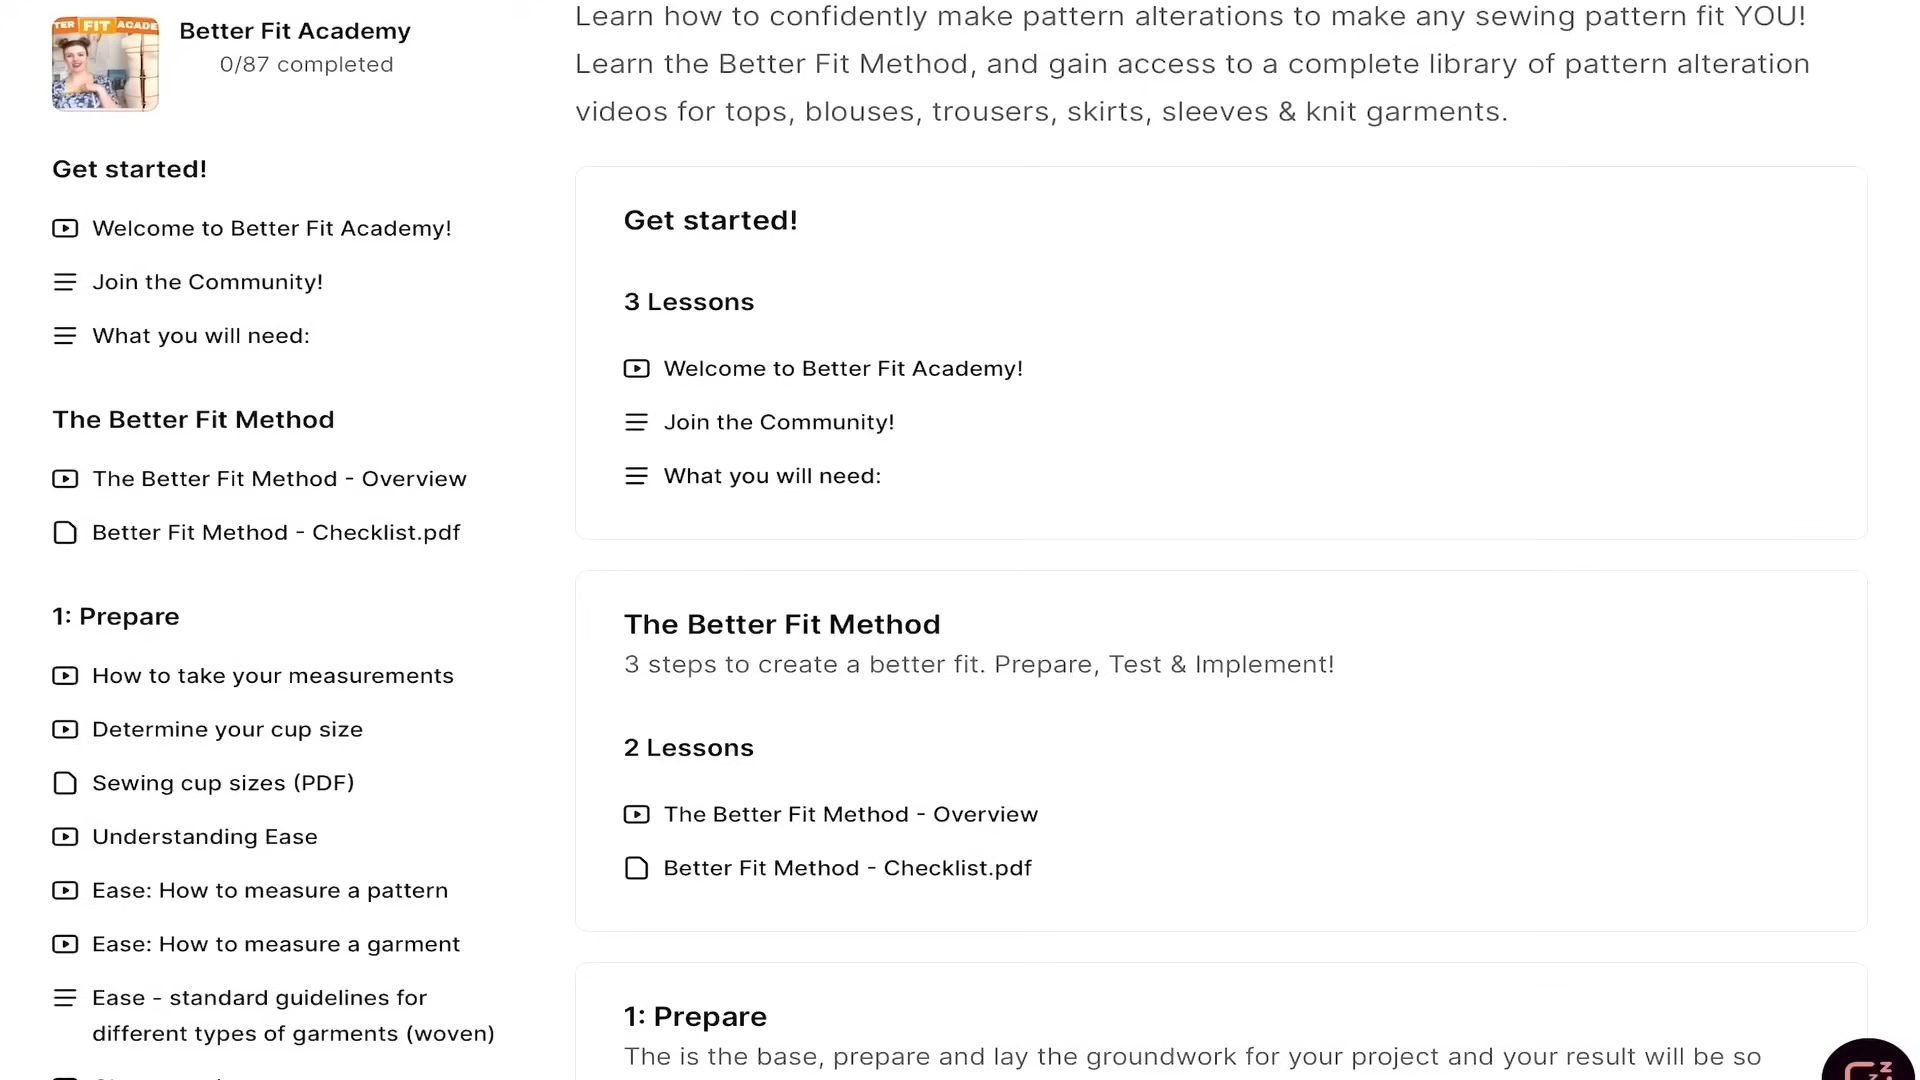 TER FIT ACADE
Better Fit Academy
0/87 completed
Get started!
Welcome to Better Fit Academy!
Join the Community!
What you will need:
The Better Fit Method
The Better Fit Method - Overview
Better Fit Method - Checklist.pdf
1: Prepare
How to take your measurements
Determine your cup size
Sewing cup sizes (PDF)
Understanding Ease
Ease: How to measure a pattern
Ease: How to measure a garment
Ease - standard guidelines for
different types of garments (woven)
Learn how to confidently make pattern alterations to make any sewing pattern fit YOU!
Learn the Better Fit Method, and gain access to a complete library of pattern alteration
videos for tops, blouses, trousers, skirts, sleeves & knit garments.
Get started!
3 Lessons
Welcome to Better Fit Academy!
Join the Community!
What you will need:
The Better Fit Method
3 steps to create a better fit. Prepare, Test & Implement!
2 Lessons
The Better Fit Method - Overview
Better Fit Method - Checklist.pdf
1: Prepare
The is the base, prepare and lay the groundwork for your project and your result will be so